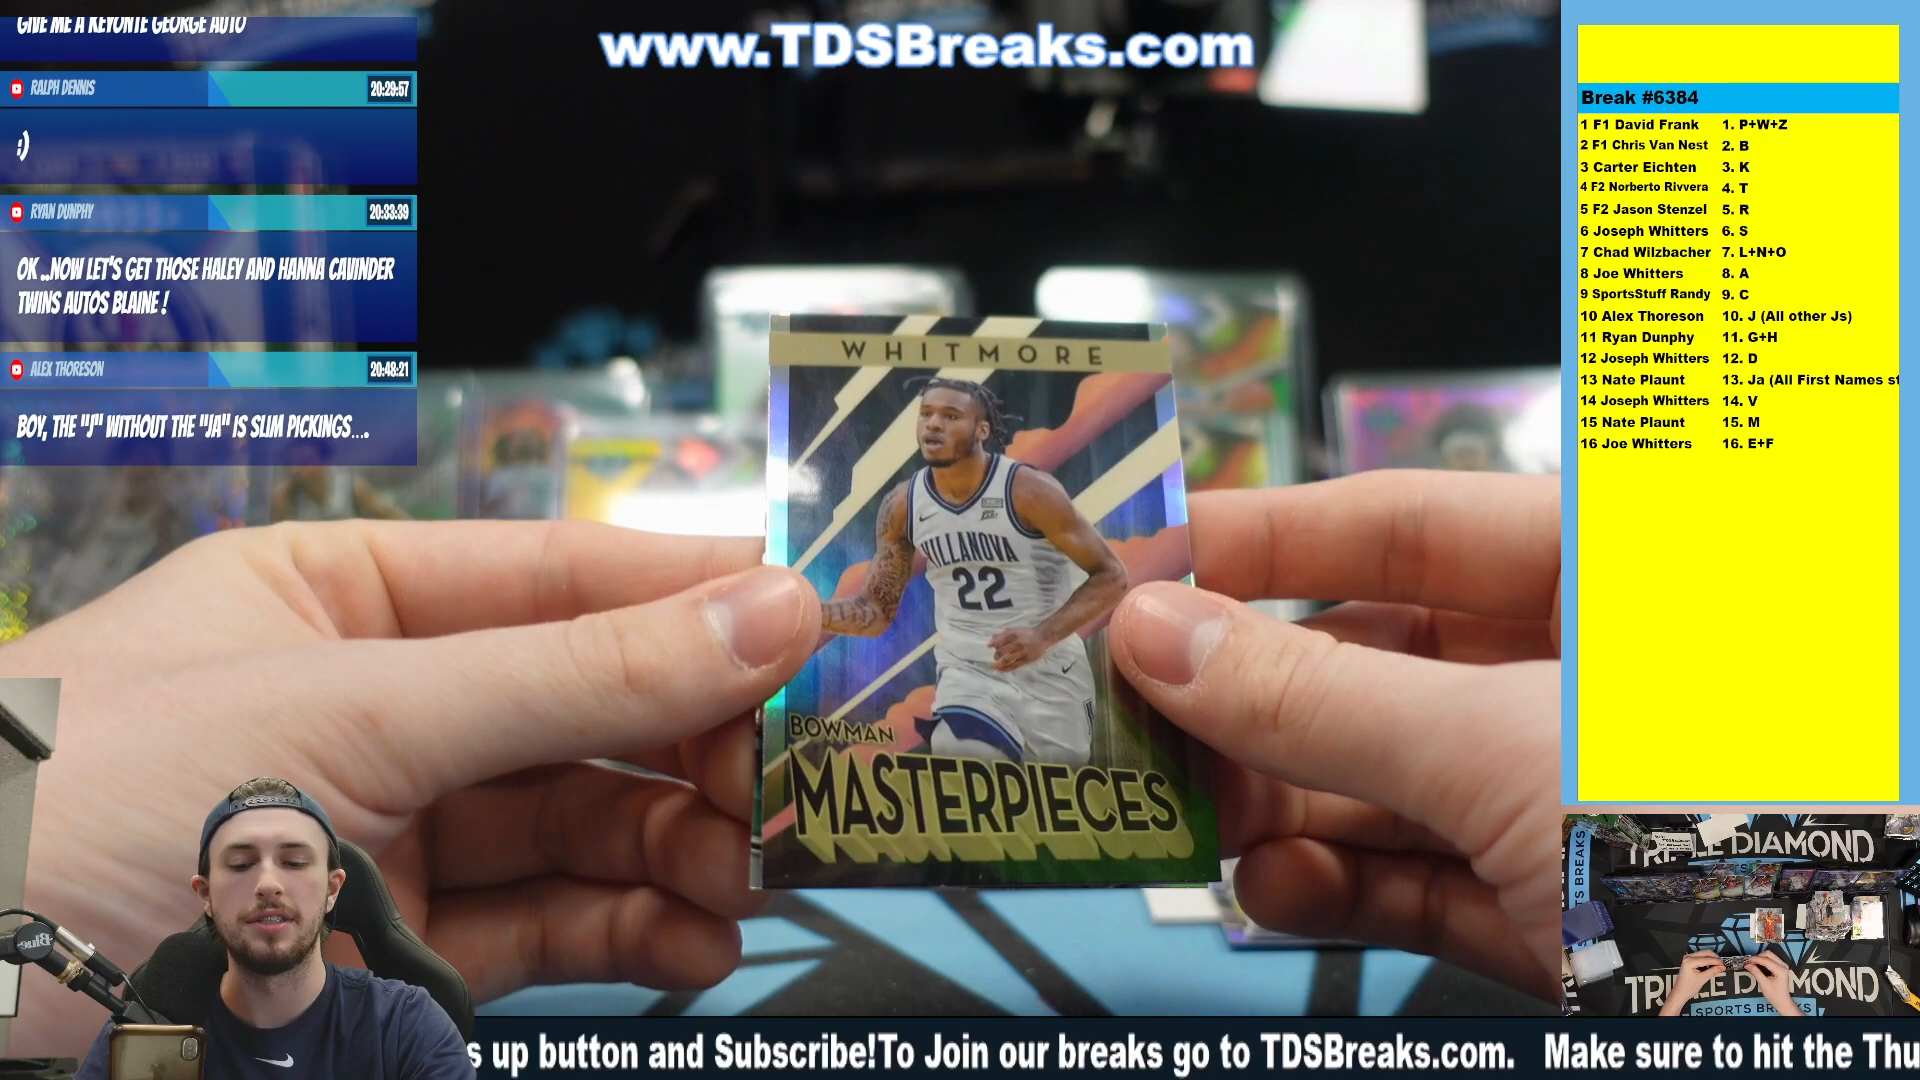 GIVE ME A KEYONTE GEORGE AUTO
RALPH DENNIS
20:29:57
:)
RYAN DUNPHY
20:33:39
OK ..NOW LET'S GET THOSE HALEY AND HANNA CAVINDER
TWINS AUTOS BLAINE !
ALEX THORESON
20:48:21
BOY, THE "J" WITHOUT THE "JA" IS SLIM PICKINGS....
www.TDSBreaks.com
WHITMORE
VILLANOVA
22
BOWMAN
MASTERPIECES
Break #6384
1 F1 David Frank 1. P+W+Z
2 F1 Chris Van Nest 2. B
3 Carter Eichten 3. K
4 F2 Norberto Rivvera 4. T
5 F2 Jason Stenzel 5. R
6 Joseph Whitters 6. S
7 Chad Wilzbacher 7. L+N+O
8 Joe Whitters 8. A
9 SportsStuff Randy 9. C
10 Alex Thoreson 10. J (All other Js)
11 Ryan Dunphy 11. G+H
12 Joseph Whitters 12. D
13 Nate Plaunt 13. Ja (All First Names st
14 Joseph Whitters 14. V
15 Nate Plaunt 15. M
16 Joe Whitters 16. E+F
TRIPLE DIAMOND
TS BREAKS
TRIPLE DIAMOND
SPORTS BREAKS
Blue
s up button and Subscribe!To Join our breaks go to TDSBreaks.com. Make sure to hit the Thu